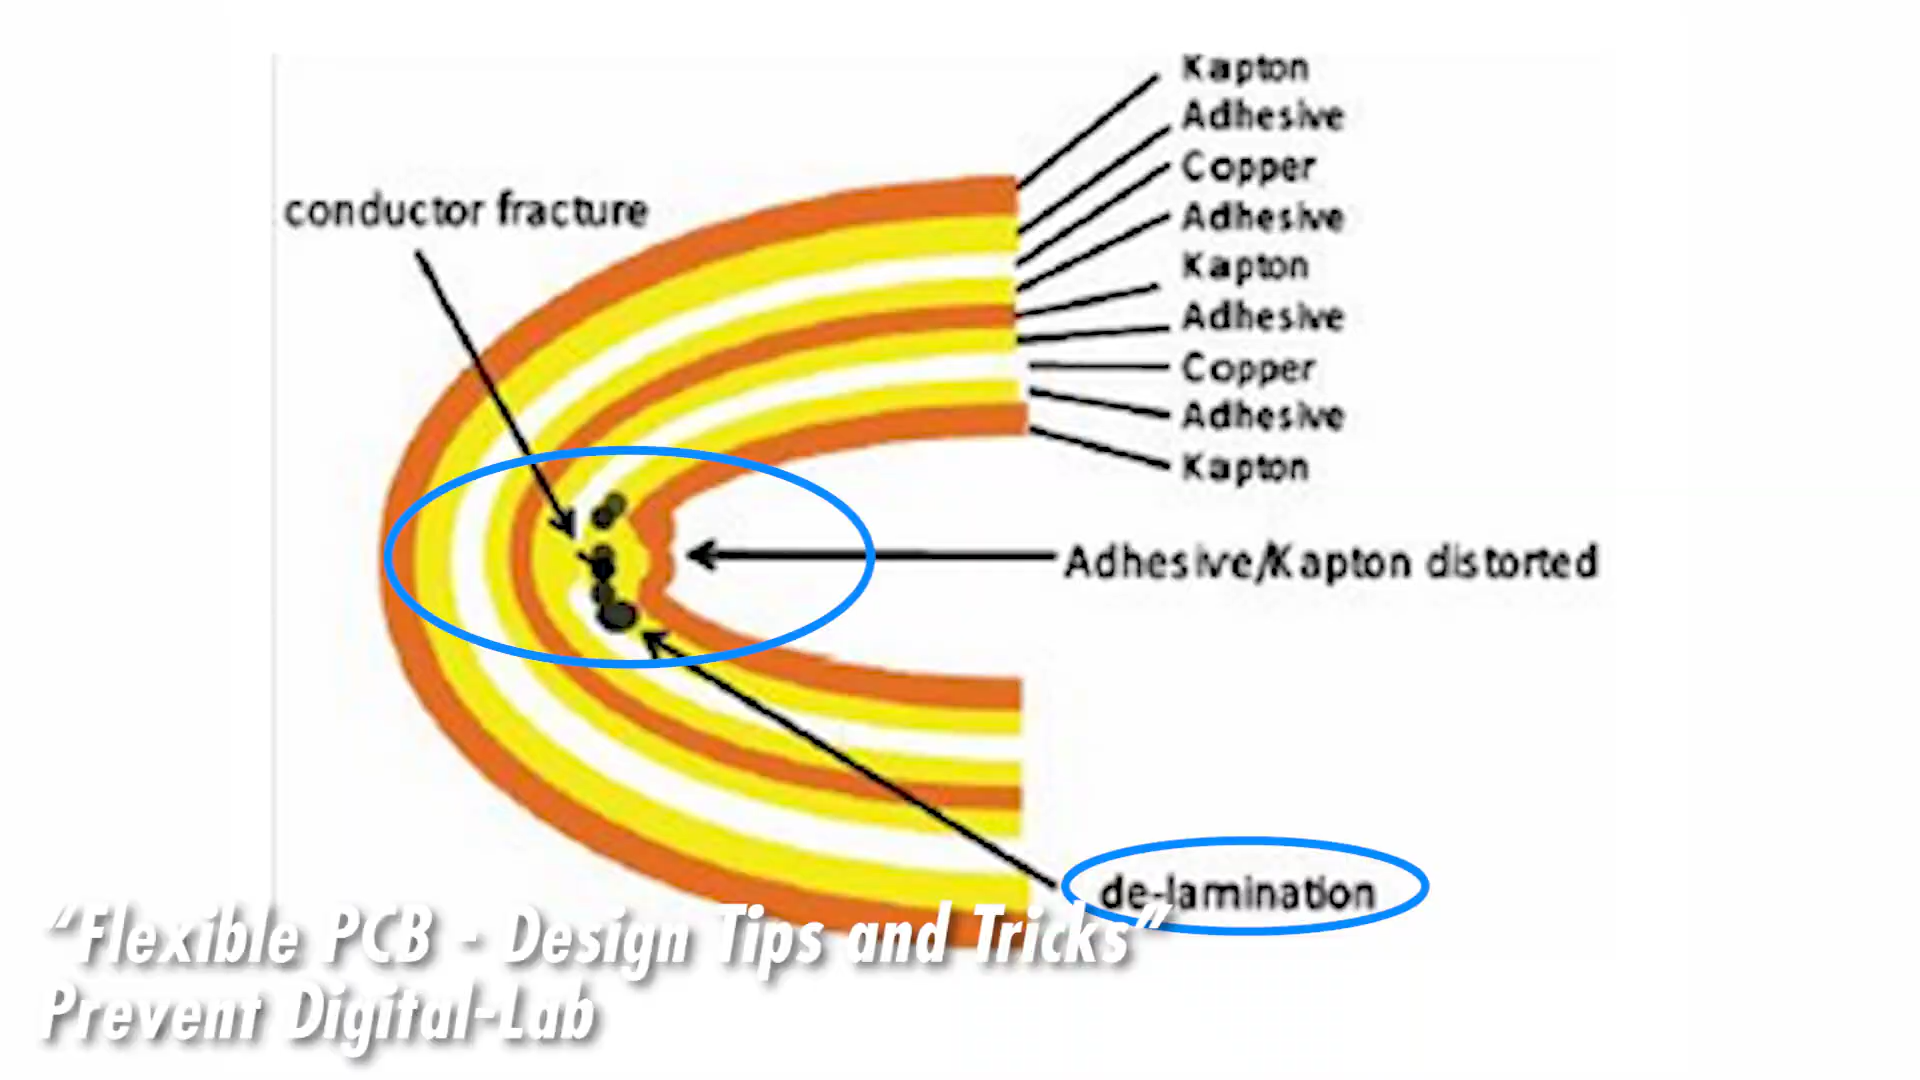 Kapton
Adhesive
Copper
Adhesive
Kapton
Adhesive
Copper
Adhesive
Kapton
conductor fracture
Adhesive/Kapton distorted
de-lamination
“Flexible PCB - Design Tips and Tricks”
Prevent Digital-Lab